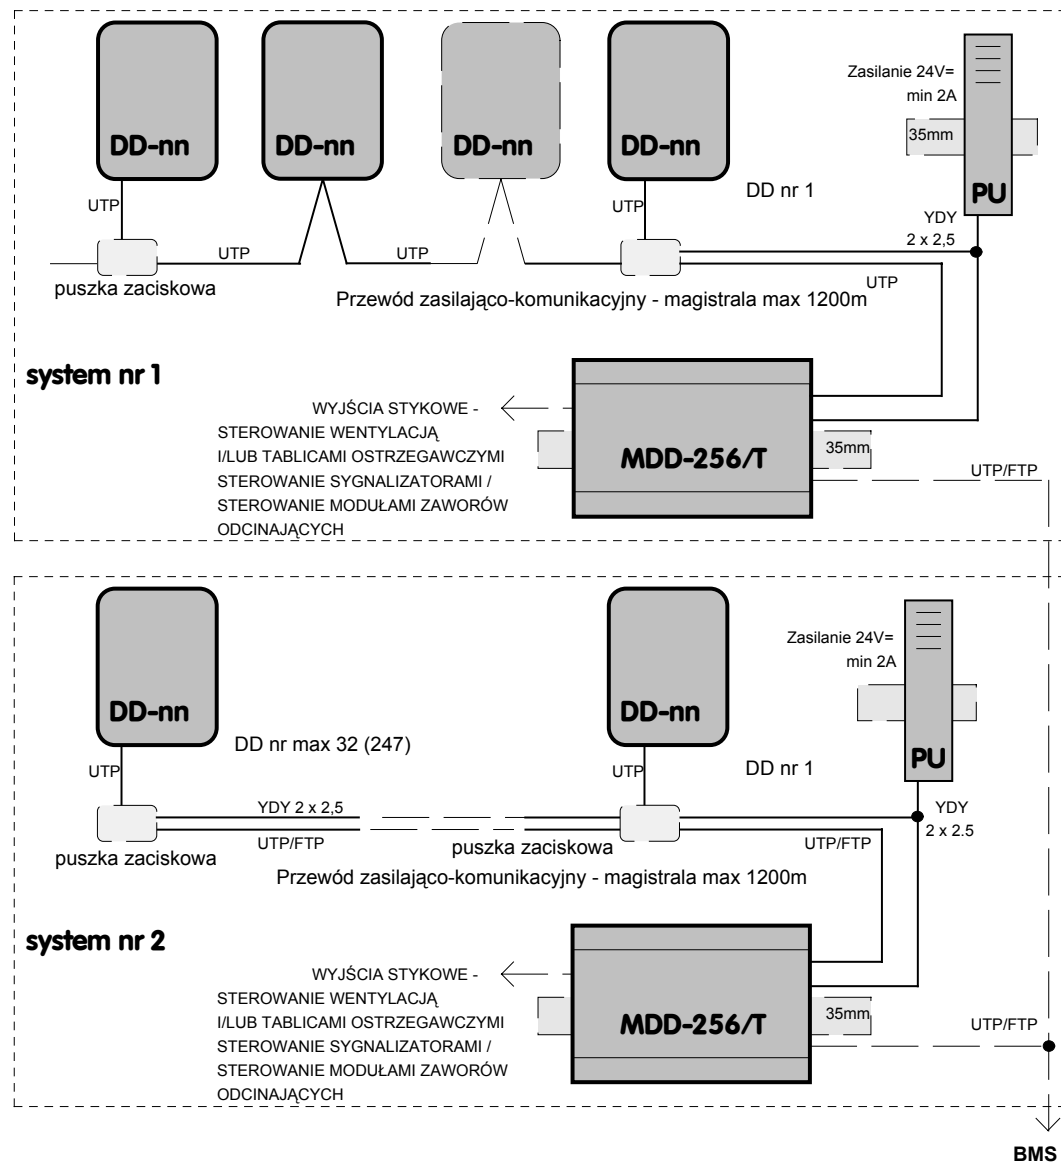 DD-nn
DD-nn
DD-nn
DD-nn
Zasilanie 24V=
min 2A
35mm
PU
DD nr 1
UTP
UTP
YDY
2 x 2,5
UTP
UTP
UTP
puszka zaciskowa
Przewód zasilająco-komunikacyjny - magistrala max 1200m
system nr 1
WYJŚCIA STYKOWE -
STEROWANIE WENTYLACJĄ
I/LUB TABLICAMI OSTRZEGAWCZYMI
STEROWANIE SYGNALIZATORAMI /
STEROWANIE MODUŁAMI ZAWORÓW
ODCINAJĄCYCH
MDD-256/T
35mm
UTP/FTP
DD-nn
DD-nn
Zasilanie 24V=
min 2A
PU
DD nr max 32 (247)
DD nr 1
UTP
UTP
YDY 2 x 2,5
YDY
2 x 2.5
UTP/FTP
puszka zaciskowa
UTP/FTP
puszka zaciskowa
Przewód zasilająco-komunikacyjny - magistrala max 1200m
system nr 2
WYJŚCIA STYKOWE -
STEROWANIE WENTYLACJĄ
I/LUB TABLICAMI OSTRZEGAWCZYMI
STEROWANIE SYGNALIZATORAMI /
STEROWANIE MODUŁAMI ZAWORÓW
ODCINAJĄCYCH
MDD-256/T
35mm
UTP/FTP
BMS